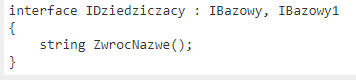 interface IDziedziczacy : IBazowy, IBazowy1
{
    string ZwrocNazwe();
}